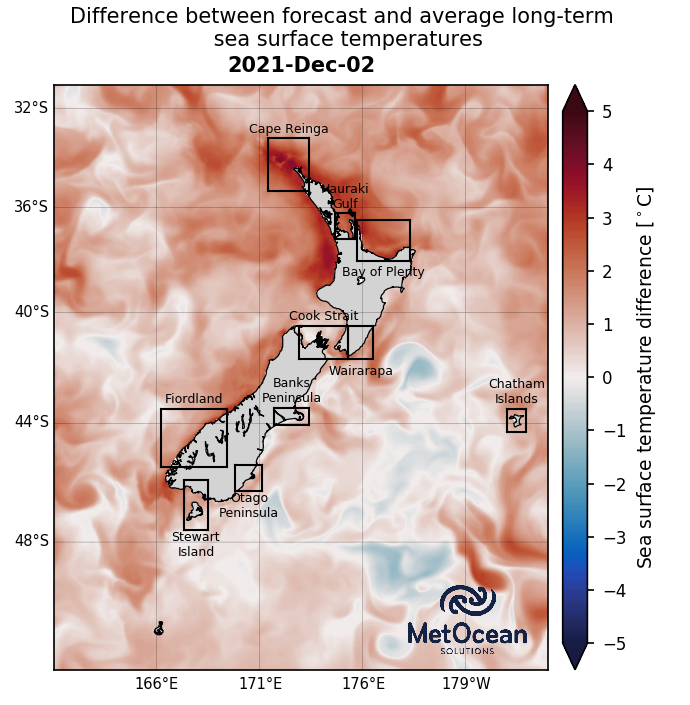 Difference between forecast and average long-term
sea surface temperatures
2021-Dec-02
32°S
36°S
40°S
44°S
48°S
166°E
171°E
176°E
179°W
Cape Reinga
Hauraki
Gulf
Bay of Plenty
Cook Strait
Wairarapa
Banks
Peninsula
Fiordland
Chatham
Islands
Otago
Peninsula
Stewart
Island
MetOcean
SOLUTIONS
5
4
3
2
1
0
−1
−2
−3
−4
−5
Sea surface temperature difference [°C]